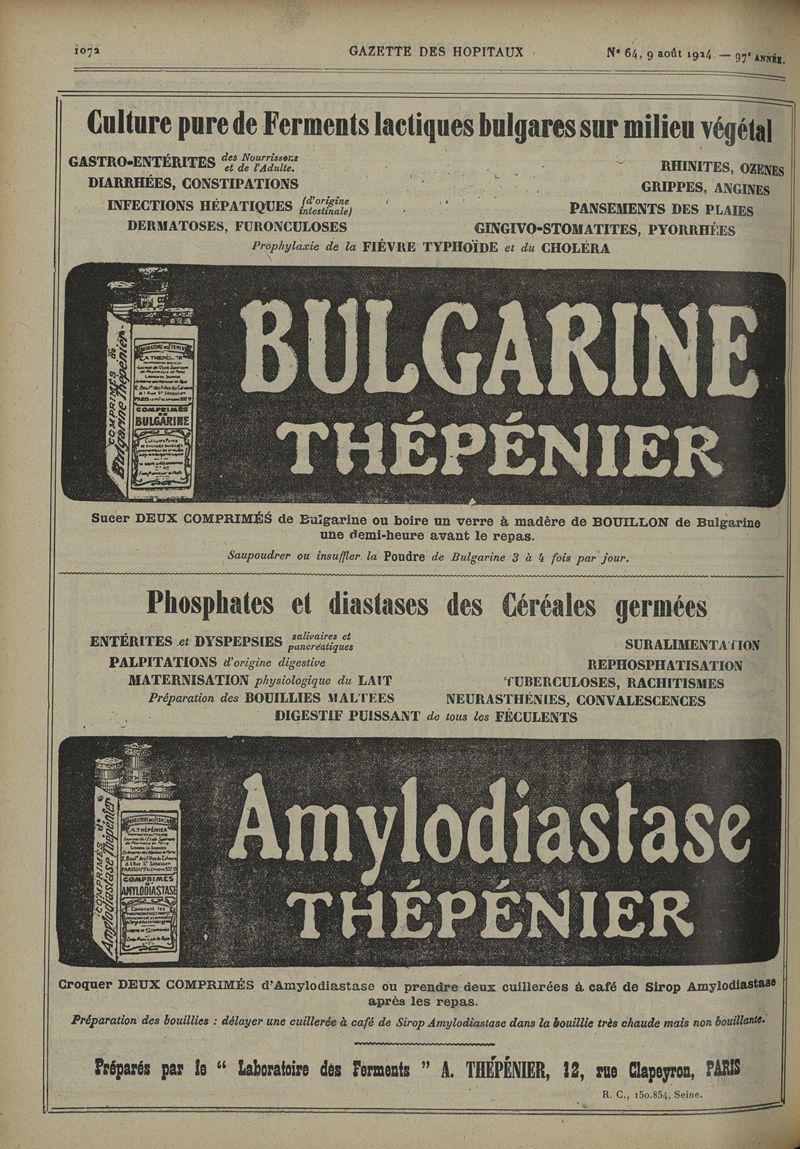 1072
GAZETTE DES HOPITAUX
N° 64, 9 août 1924 — 97e ANNÉE.
Culture pure de Ferments lactiques bulgares sur milieu végétal
GASTRO-ENTÉRITES des Nourrissons et de l'Adulte.
RHINITES, OZENES
DIARRHÉES, CONSTIPATIONS
GRIPPES, ANGINES
INFECTIONS HÉPATIQUES (d'origine intestinale)
PANSEMENTS DES PLAIES
DERMATOSES, FURONCULOSES
GINGIVO-STOMATITES, PYORRHÉES
Prophylaxie de la FIÉVRE TYPHOÏDE et du CHOLÉRA
COMPRIMÉS de
Bulgarine Thépénier
COMPRIMÉS
DE
BULGARINE
BULGARINE
THÉPÉNIER
Sucer DEUX COMPRIMÉS de Bulgarine ou boire un verre à madère de BOUILLON de Bulgarine
une demi-heure avant le repas.
Saupoudrer ou insuffler la Poudre de Bulgarine 3 à 4 fois par jour.
Phosphates et diastases des Céréales germées
ENTÉRITES et DYSPEPSIES salivaires et pancréatiques
SURALIMENTATION
PALPITATIONS d'origine digestive
REPHOSPHATISATION
MATERNISATION physiologique du LAIT
TUBERCULOSES, RACHITISMES
Préparation des BOUILLIES MALTEES
NEURASTHÉNIES, CONVALESCENCES
DIGESTIF PUISSANT de tous les FÉCULENTS
COMPRIMÉS d'
Amylodiastase Thépénier
A. THÉPÉNIER
COMPRIMÉS
D'
AMYLODIASTASE
Amylodiastase
THÉPÉNIER
Croquer DEUX COMPRIMÉS d'Amylodiastase ou prendre deux cuillerées à café de Sirop Amylodiastase
après les repas.
Préparation des bouillies : délayer une cuillerée à café de Sirop Amylodiastase dans la bouillie très chaude mais non bouillante.
Préparés par le “ Laboratoire des Ferments ” A. THÉPÉNIER, 12, rue Clapeyron, PARIS
R. C., 150.854, Seine.